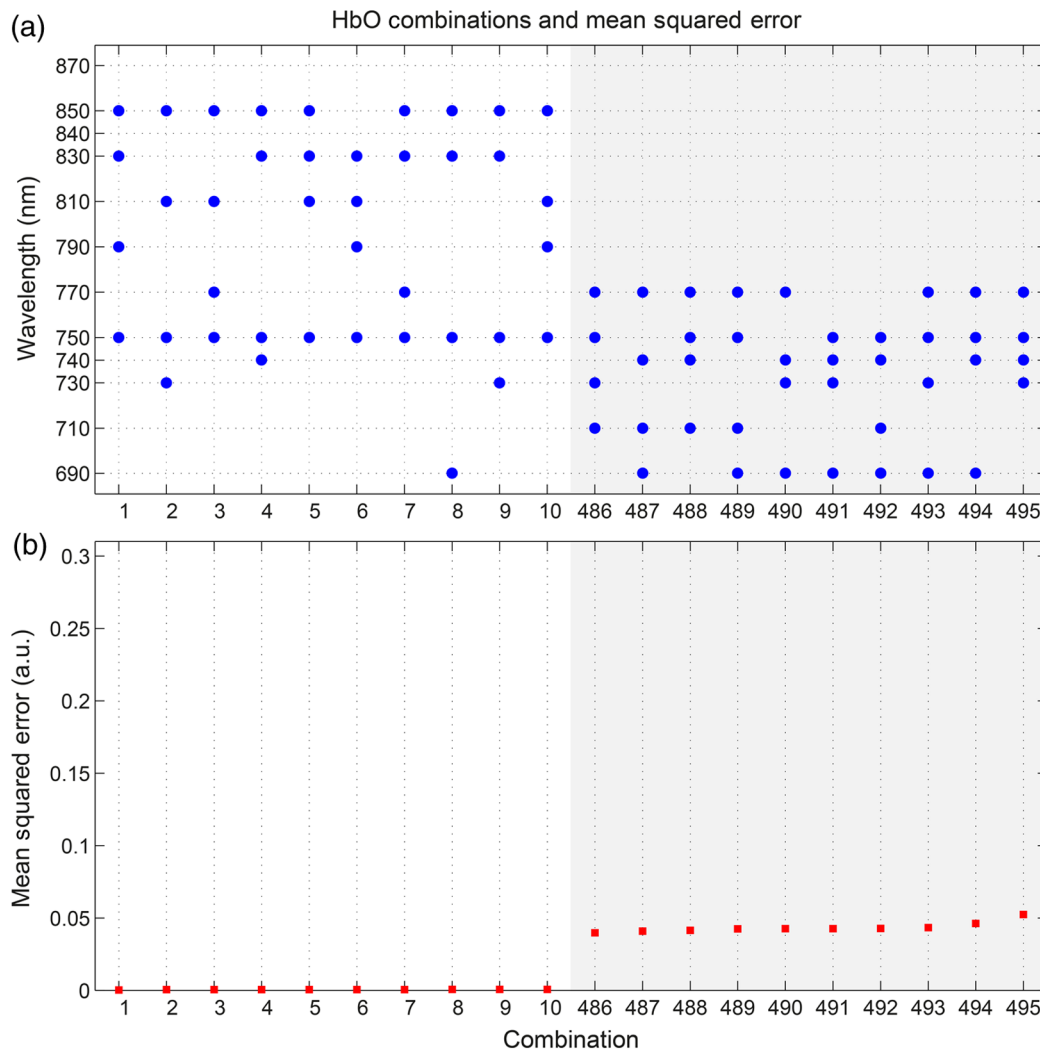 (a)
HbO combinations and mean squared error
870
850
840
830
810
790
770
750
740
730
710
690
Wavelength (nm)
1 2 3 4 5 6 7 8 9 10 486 487 488 489 490 491 492 493 494 495
(b)
0.3
0.25
0.2
0.15
0.1
0.05
0
Mean squared error (a.u.)
1 2 3 4 5 6 7 8 9 10 486 487 488 489 490 491 492 493 494 495
Combination